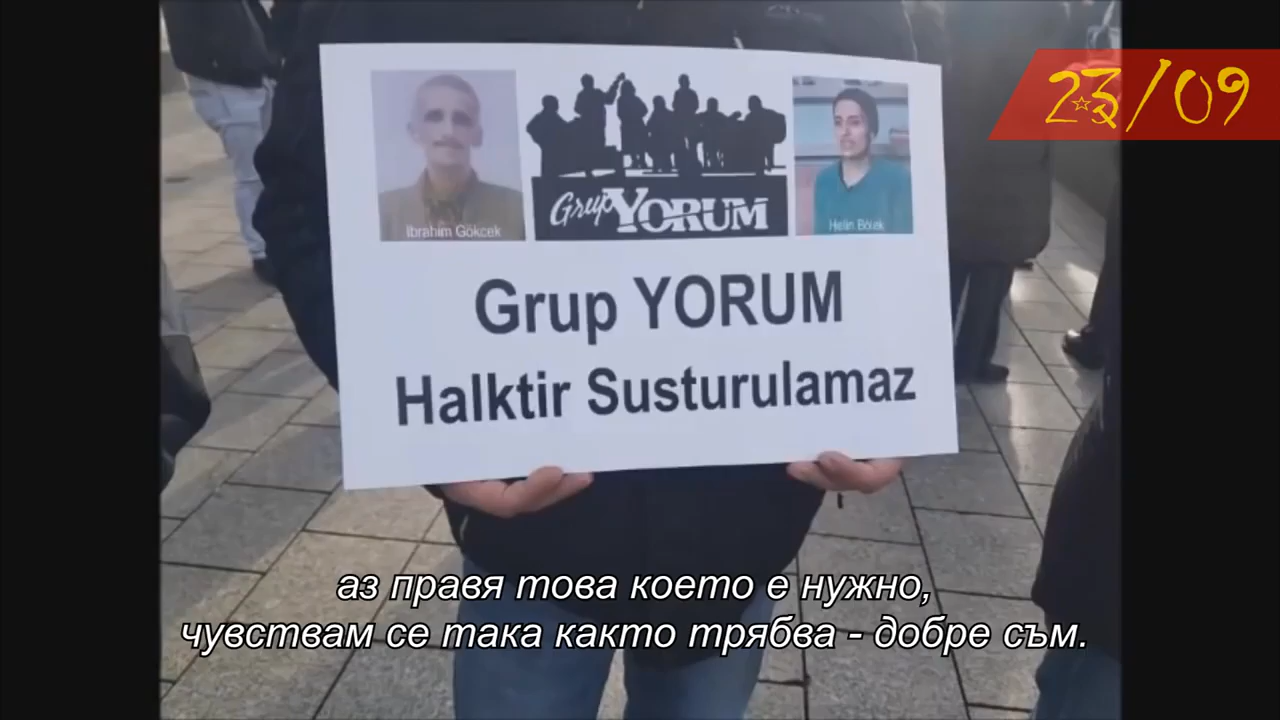 23/09
Ibrahim Gökcek
Grup YORUM
Helin Bölek
Grup YORUM
Halktir Susturulamaz
аз правя това което е нужно,
чувствам се така както трябва - добре съм.